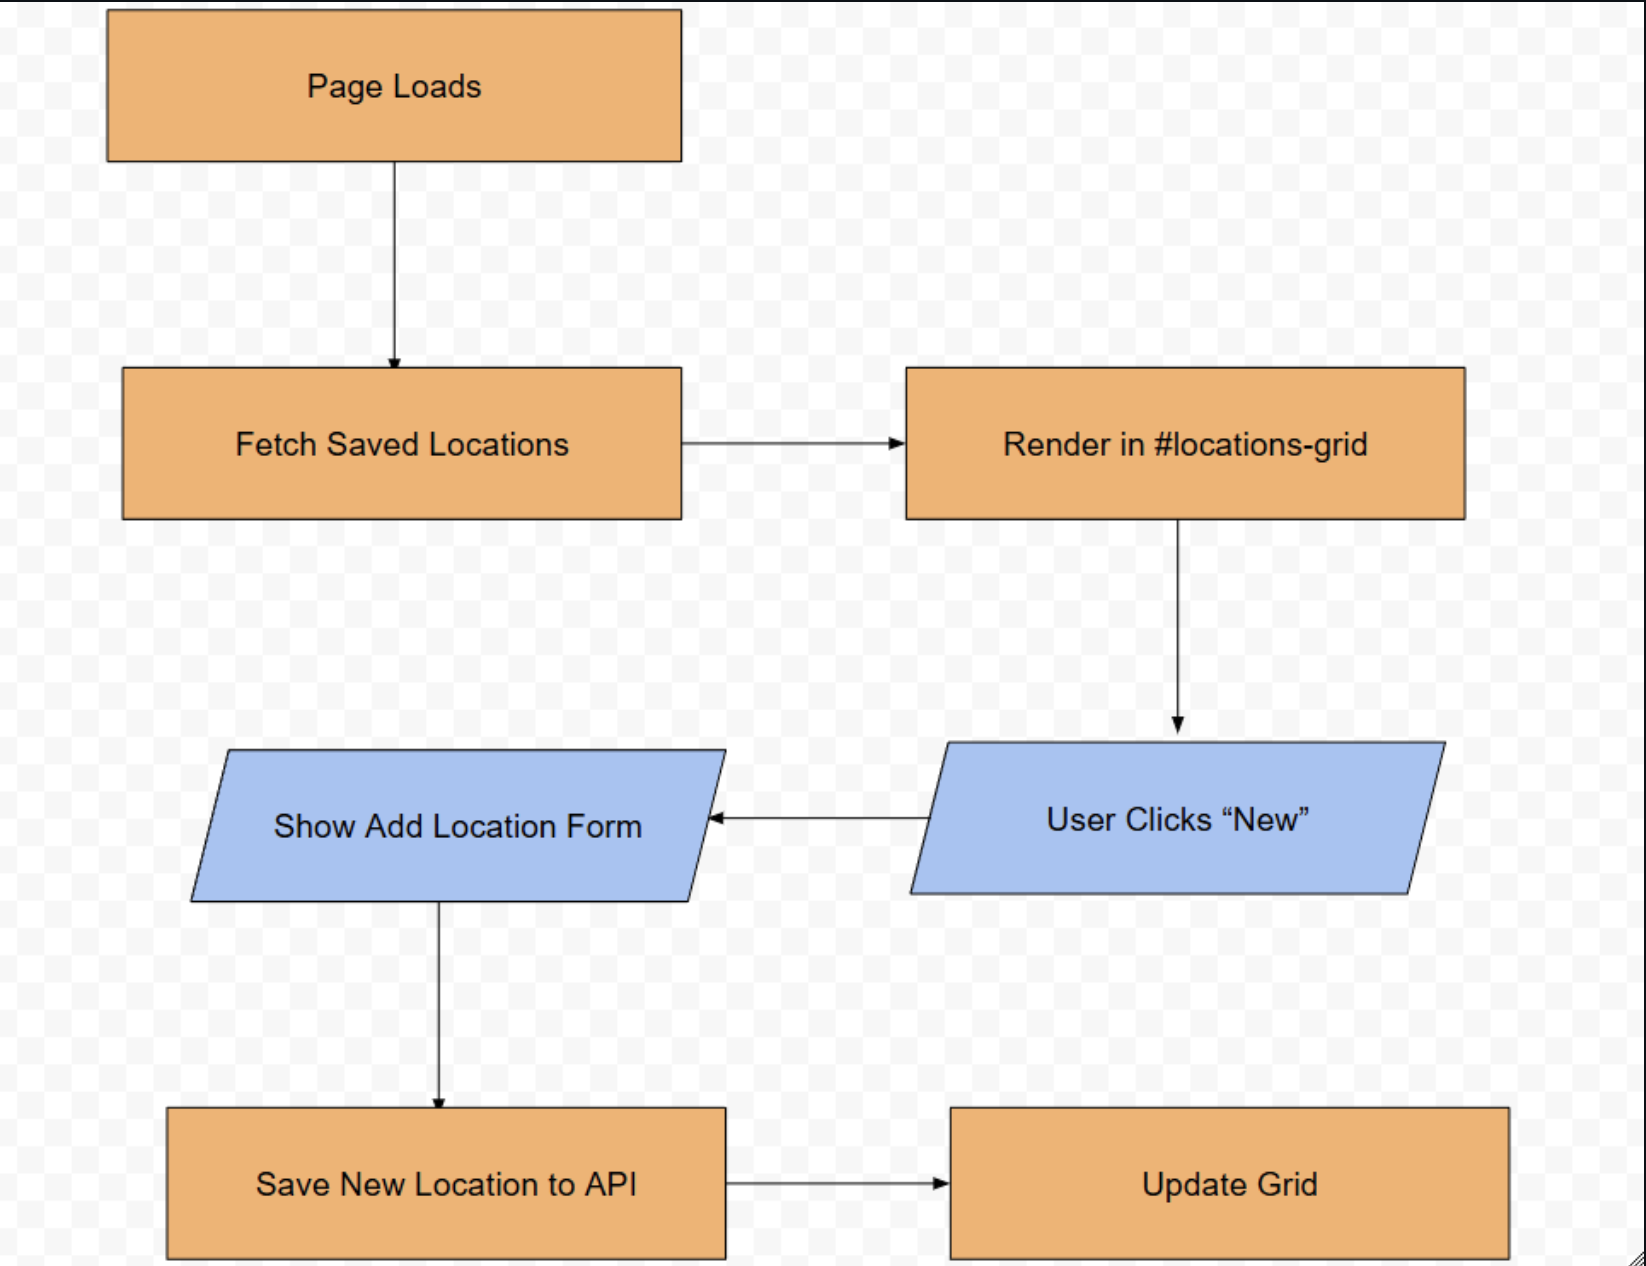 Page Loads
Fetch Saved Locations
Render in #locations-grid
User Clicks “New”
Show Add Location Form
Save New Location to API
Update Grid